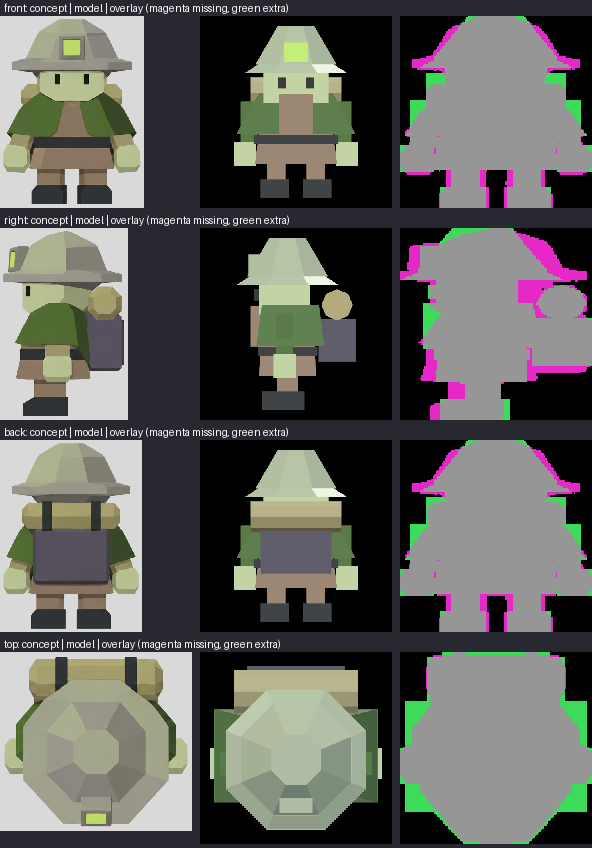 front: concept | model | overlay (magenta missing, green extra)
right: concept | model | overlay (magenta missing, green extra)
back: concept | model | overlay (magenta missing, green extra)
top: concept | model | overlay (magenta missing, green extra)